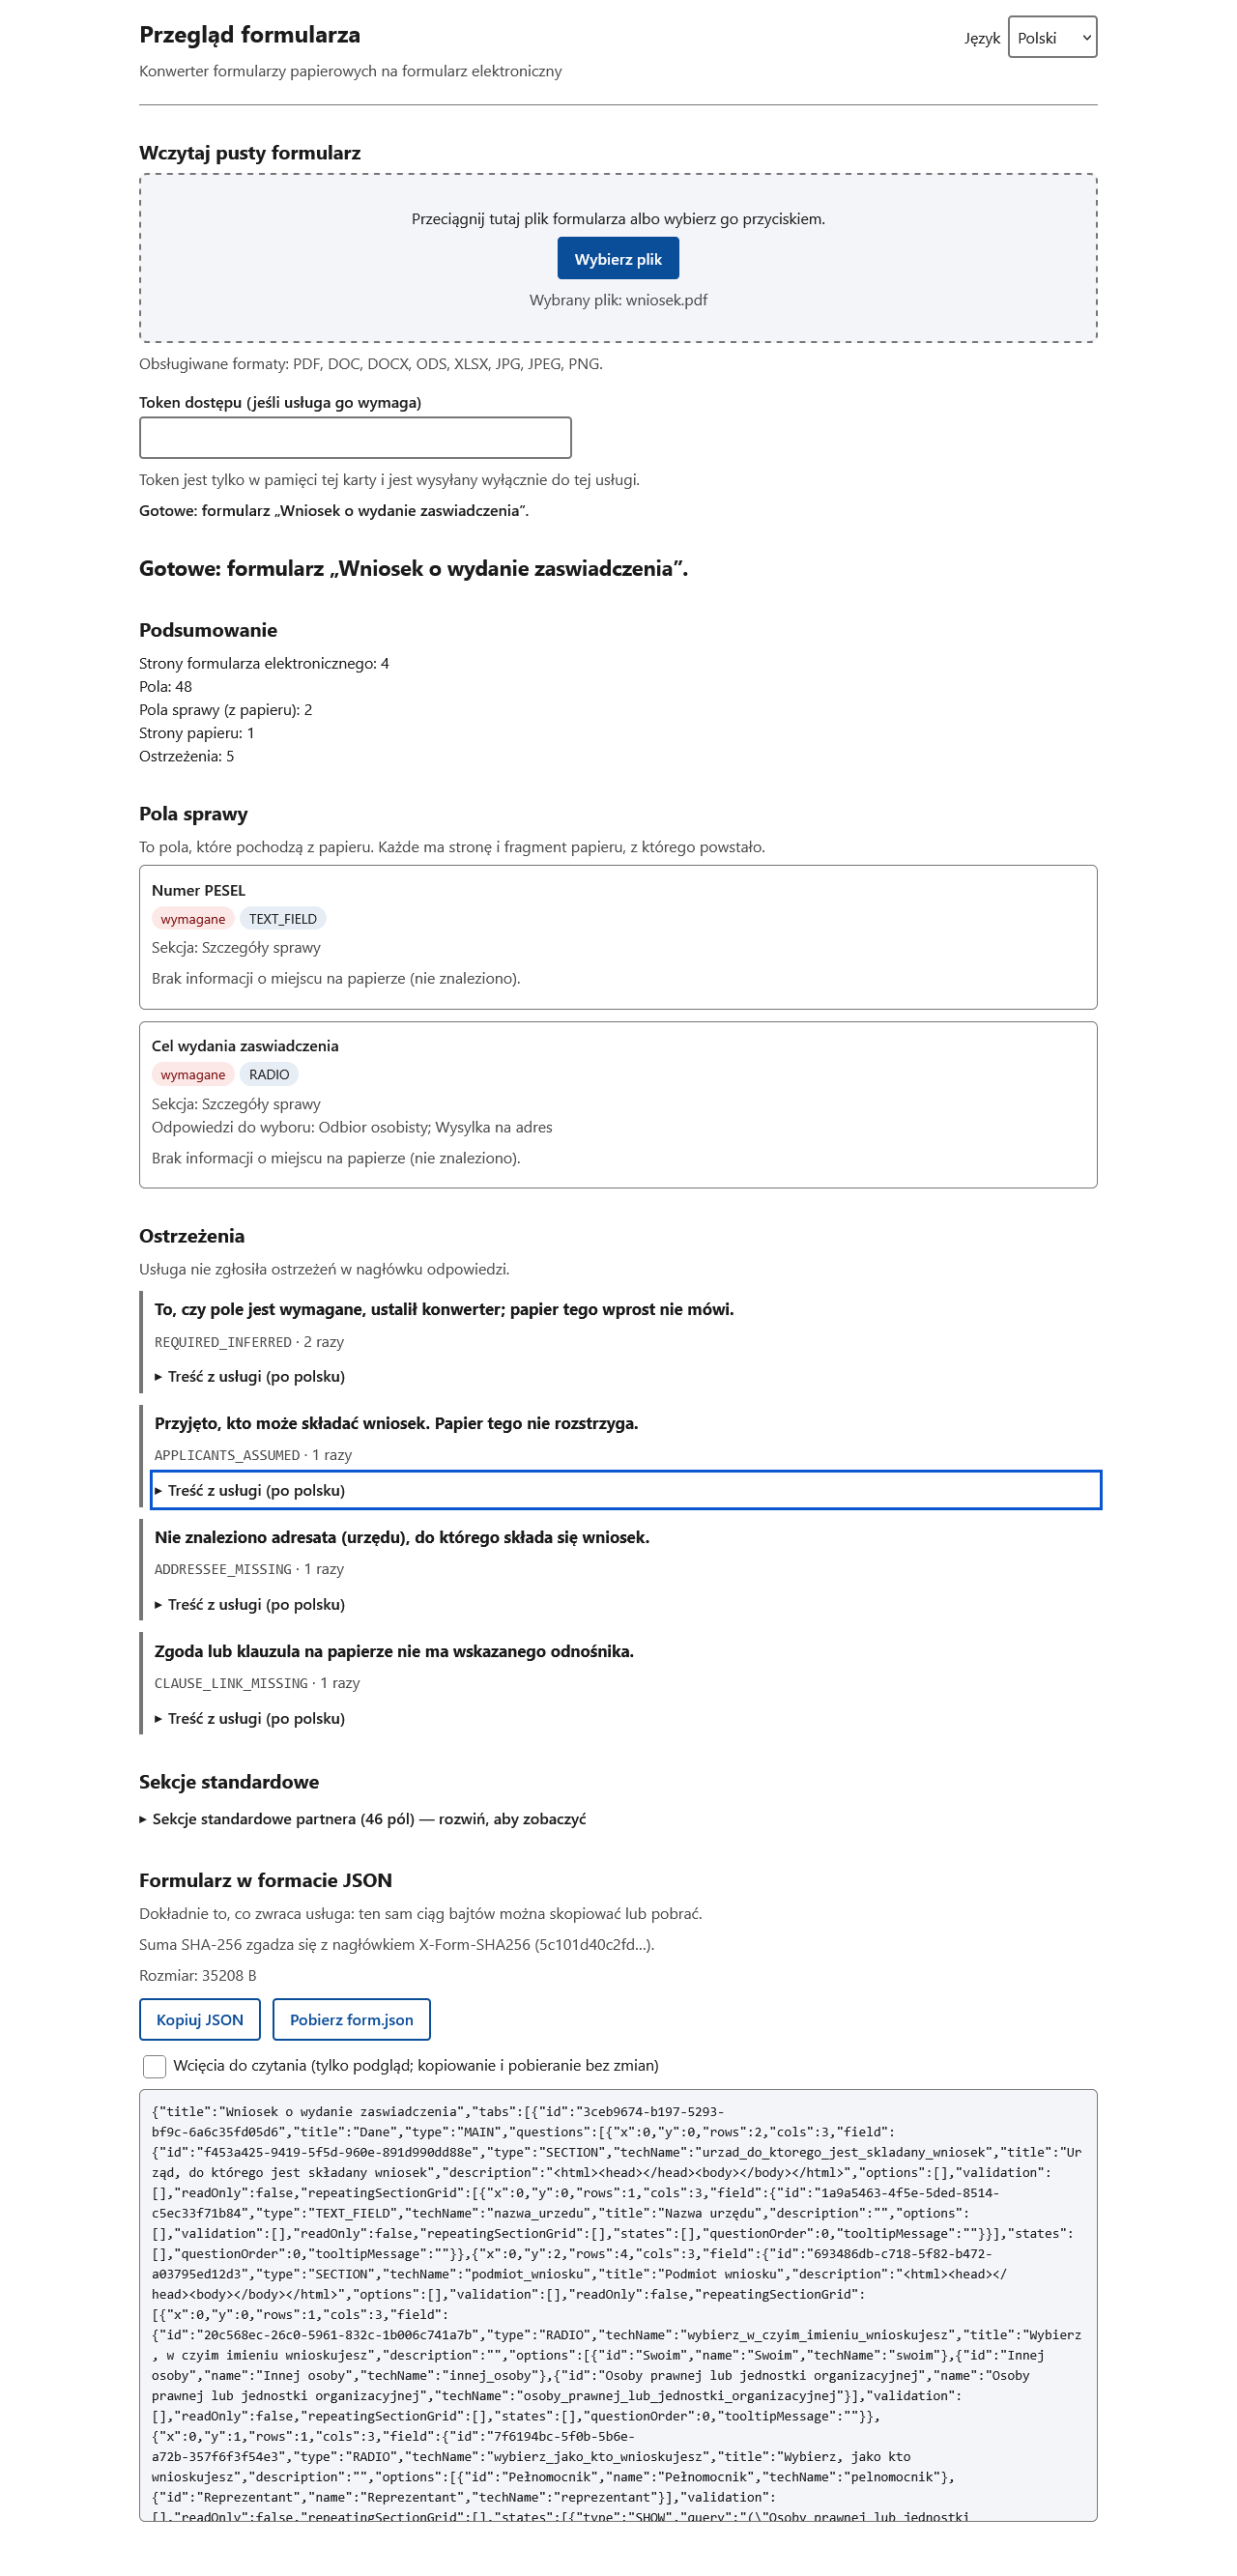 Przegląd formularza
Język Polski
Konwerter formularzy papierowych na formularz elektroniczny
Wczytaj pusty formularz
Przeciągnij tutaj plik formularza albo wybierz go przyciskiem.
Wybierz plik
Wybrany plik: wniosek.pdf
Obsługiwane formaty: PDF, DOC, DOCX, ODS, XLSX, JPG, JPEG, PNG.
Token dostępu (jeśli usługa go wymaga)
Token jest tylko w pamięci tej karty i jest wysyłany wyłącznie do tej usługi.
Gotowe: formularz „Wniosek o wydanie zaswiadczenia”.
Gotowe: formularz „Wniosek o wydanie zaswiadczenia”.
Podsumowanie
Strony formularza elektronicznego: 4
Pola: 48
Pola sprawy (z papieru): 2
Strony papieru: 1
Ostrzeżenia: 5
Pola sprawy
To pola, które pochodzą z papieru. Każde ma stronę i fragment papieru, z którego powstało.
Numer PESEL
wymagane TEXT_FIELD
Sekcja: Szczegóły sprawy
Brak informacji o miejscu na papierze (nie znaleziono).
Cel wydania zaswiadczenia
wymagane RADIO
Sekcja: Szczegóły sprawy
Odpowiedzi do wyboru: Odbior osobisty; Wysylka na adres
Brak informacji o miejscu na papierze (nie znaleziono).
Ostrzeżenia
Usługa nie zgłosiła ostrzeżeń w nagłówku odpowiedzi.
To, czy pole jest wymagane, ustalił konwerter; papier tego wprost nie mówi.
REQUIRED_INFERRED · 2 razy
▸ Treść z usługi (po polsku)
Przyjęto, kto może składać wniosek. Papier tego nie rozstrzyga.
APPLICANTS_ASSUMED · 1 razy
▸ Treść z usługi (po polsku)
Nie znaleziono adresata (urzędu), do którego składa się wniosek.
ADDRESSEE_MISSING · 1 razy
▸ Treść z usługi (po polsku)
Zgoda lub klauzula na papierze nie ma wskazanego odnośnika.
CLAUSE_LINK_MISSING · 1 razy
▸ Treść z usługi (po polsku)
Sekcje standardowe
▸ Sekcje standardowe partnera (46 pól) — rozwiń, aby zobaczyć
Formularz w formacie JSON
Dokładnie to, co zwraca usługa: ten sam ciąg bajtów można skopiować lub pobrać.
Suma SHA-256 zgadza się z nagłówkiem X-Form-SHA256 (5c101d40c2fd…).
Rozmiar: 35208 B
Kopiuj JSON Pobierz form.json
Wcięcia do czytania (tylko podgląd; kopiowanie i pobieranie bez zmian)
{"title":"Wniosek o wydanie zaswiadczenia","tabs":[{"id":"3ceb9674-b197-5293-
bf9c-6a6c35fd05d6","title":"Dane","type":"MAIN","questions":[{"x":0,"y":0,"rows":2,"cols":3,"field":
{"id":"f453a425-9419-5f5d-960e-891d990dd88e","type":"SECTION","techName":"urzad_do_ktorego_jest_skladany_wniosek","title":"Ur
ząd, do którego jest składany wniosek","description":"<html><head></head><body></body></html>","options":[],"validation":
[],"readOnly":false,"repeatingSectionGrid":[{"x":0,"y":0,"rows":1,"cols":3,"field":{"id":"1a9a5463-4f5e-5ded-8514-
c5ec33f71b84","type":"TEXT_FIELD","techName":"nazwa_urzedu","title":"Nazwa urzędu","description":"","options":
[],"validation":[],"readOnly":false,"repeatingSectionGrid":[],"states":[],"questionOrder":0,"tooltipMessage":""}}],"states":
[],"questionOrder":0,"tooltipMessage":""}},{"x":0,"y":2,"rows":4,"cols":3,"field":{"id":"693486db-c718-5f82-b472-
a03795ed12d3","type":"SECTION","techName":"podmiot_wniosku","title":"Podmiot wniosku","description":"<html><head></
head><body></body></html>","options":[],"validation":[],"readOnly":false,"repeatingSectionGrid":
[{"x":0,"y":0,"rows":1,"cols":3,"field":
{"id":"20c568ec-26c0-5961-832c-1b006c741a7b","type":"RADIO","techName":"wybierz_w_czyim_imieniu_wnioskujesz","title":"Wybierz
, w czyim imieniu wnioskujesz","description":"","options":[{"id":"Swoim","name":"Swoim","techName":"swoim"},{"id":"Innej
osoby","name":"Innej osoby","techName":"innej_osoby"},{"id":"Osoby prawnej lub jednostki organizacyjnej","name":"Osoby
prawnej lub jednostki organizacyjnej","techName":"osoby_prawnej_lub_jednostki_organizacyjnej"}],"validation":
[],"readOnly":false,"repeatingSectionGrid":[],"states":[],"questionOrder":0,"tooltipMessage":""}},
{"x":0,"y":1,"rows":1,"cols":3,"field":{"id":"7f6194bc-5f0b-5b6e-
a72b-357f6f3f54e3","type":"RADIO","techName":"wybierz_jako_kto_wnioskujesz","title":"Wybierz, jako kto
wnioskujesz","description":"","options":[{"id":"Pełnomocnik","name":"Pełnomocnik","techName":"pelnomocnik"},
{"id":"Reprezentant","name":"Reprezentant","techName":"reprezentant"}],"validation":
[],"readOnly":false,"repeatingSectionGrid":[],"states":[{"type":"SHOW","query":"(\"Osoby prawnej lub jednostki